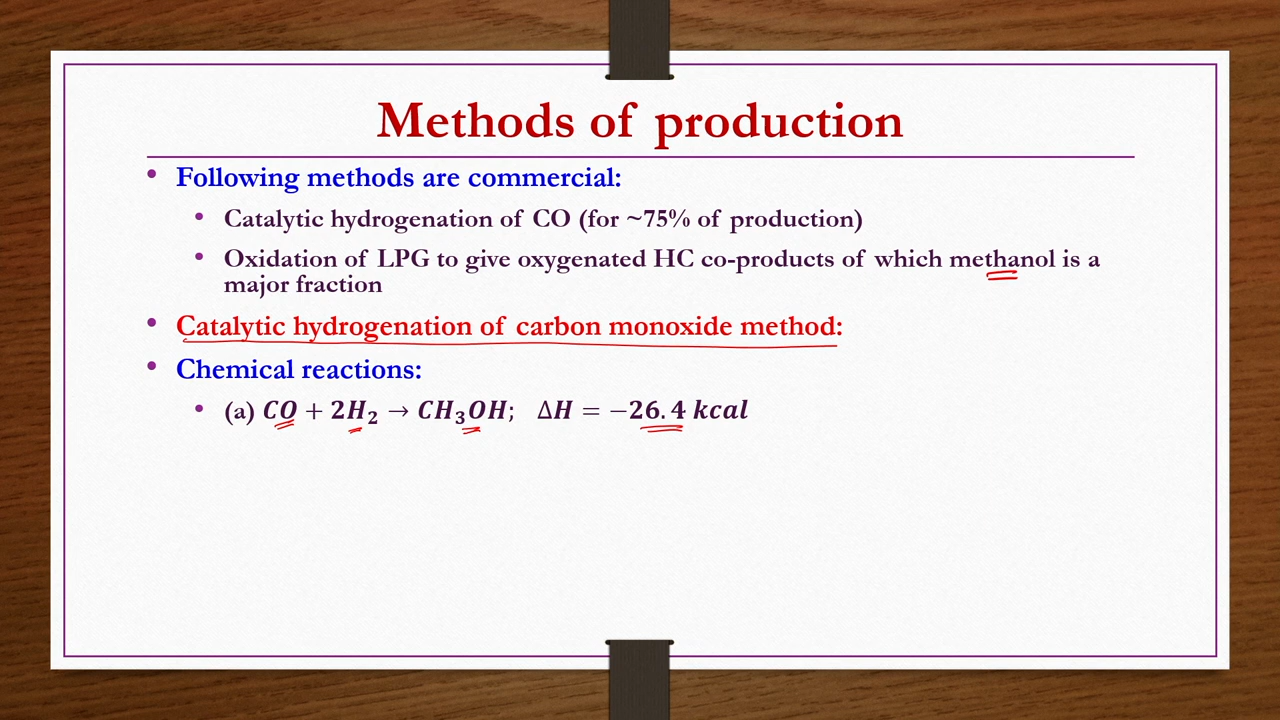 Methods of production
• Following methods are commercial:
• Catalytic hydrogenation of CO (for ~75% of production)
• Oxidation of LPG to give oxygenated HC co-products of which methanol is a
major fraction
• Catalytic hydrogenation of carbon monoxide method:
• Chemical reactions:
• (a) CO + 2H₂ → CH₃OH; ΔH = −26.4 kcal